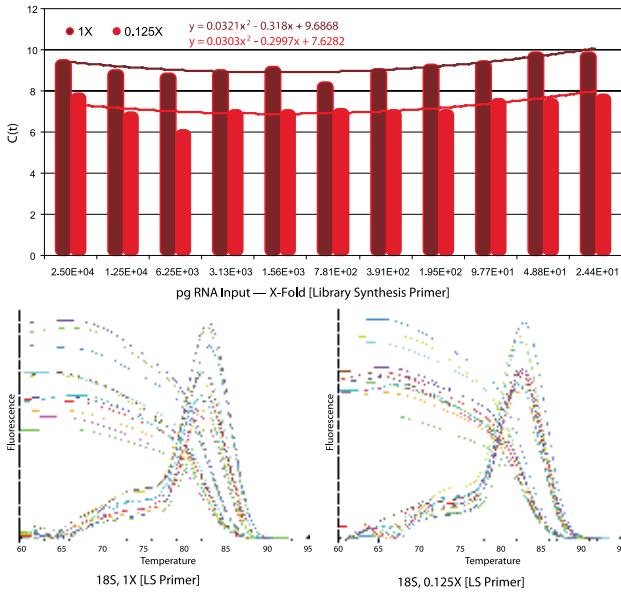 1X 0.125X
y = 0.0321x² - 0.318x + 9.6868
y = 0.0303x² - 0.2997x + 7.6282
12
10
8
6
4
2
0
C(t)
2.50E+04 1.25E+04 6.25E+03 3.13E+03 1.56E+03 7.81E+02 3.91E+02 1.95E+02 9.77E+01 4.88E+01 2.44E+01
pg RNA Input — X-Fold [Library Synthesis Primer]
Fluorescence
60 65 70 75 80 85 90 95
Temperature
18S, 1X [LS Primer]
Fluorescence
60 65 70 75 80 85 90 95
Temperature
18S, 0.125X [LS Primer]